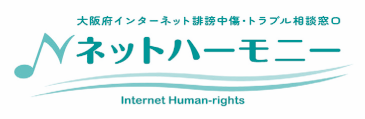 大阪府インターネット誹謗中傷・トラブル相談窓口
ネットハーモニー
Internet Human-rights